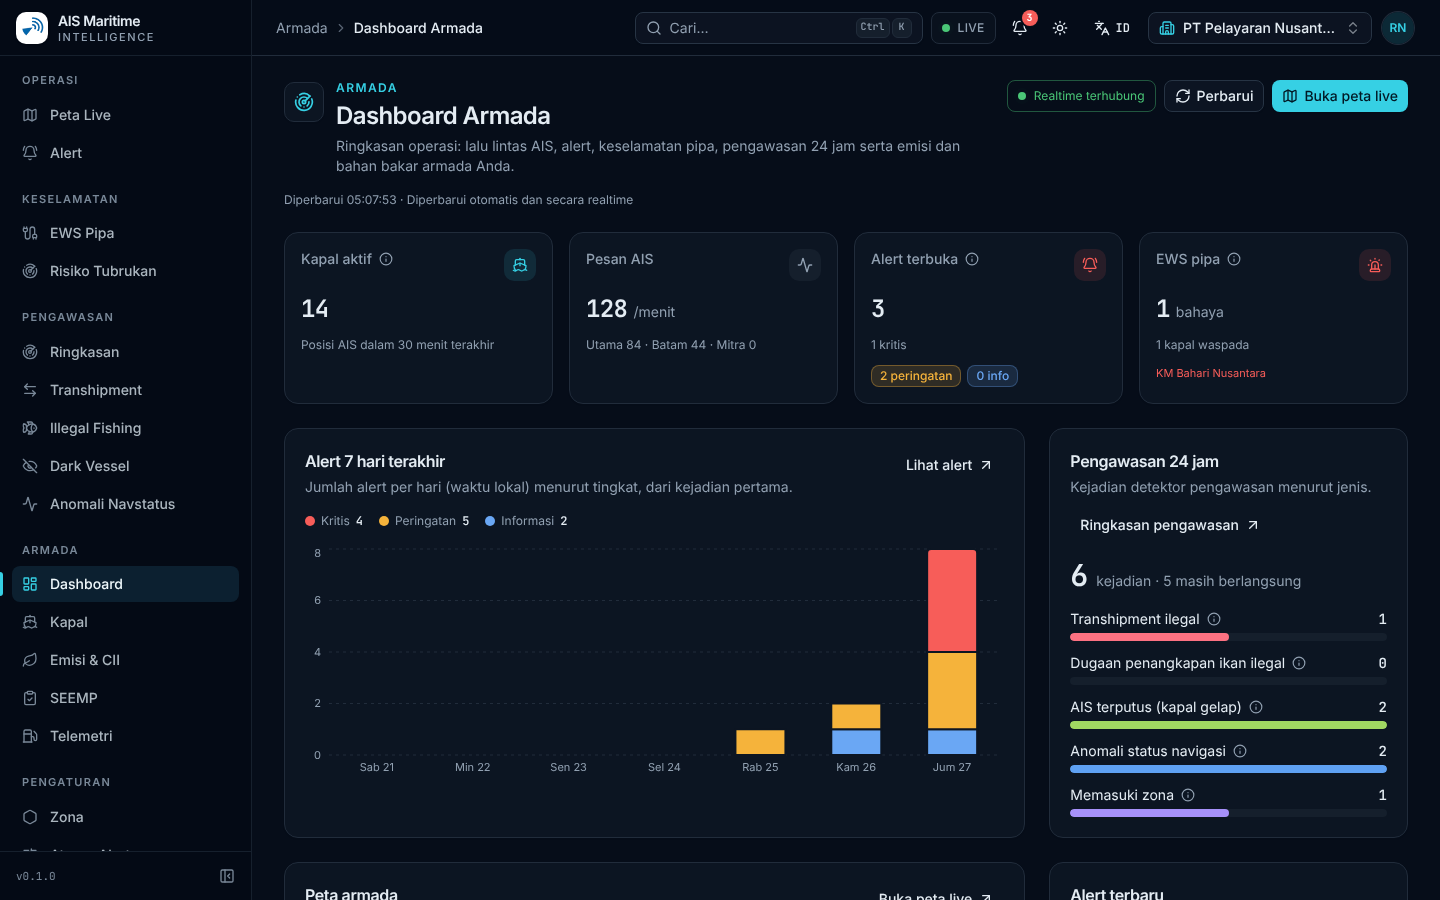 AIS Maritime
INTELLIGENCE
Armada > Dashboard Armada
Cari...
Ctrl K
LIVE
3
ID
PT Pelayaran Nusant...
RN
OPERASI
Peta Live
Alert
KESELAMATAN
EWS Pipa
Risiko Tubrukan
PENGAWASAN
Ringkasan
Transhipment
Illegal Fishing
Dark Vessel
Anomali Navstatus
ARMADA
Dashboard
Kapal
Emisi & CII
SEEMP
Telemetri
PENGATURAN
Zona
v0.1.0
ARMADA
Dashboard Armada
Ringkasan operasi: lalu lintas AIS, alert, keselamatan pipa, pengawasan 24 jam serta emisi dan
bahan bakar armada Anda.
Realtime terhubung
Perbarui
Buka peta live
Diperbarui 05:07:53 · Diperbarui otomatis dan secara realtime
Kapal aktif
14
Posisi AIS dalam 30 menit terakhir
Pesan AIS
128 /menit
Utama 84 · Batam 44 · Mitra 0
Alert terbuka
3
1 kritis
2 peringatan
0 info
EWS pipa
1 bahaya
1 kapal waspada
KM Bahari Nusantara
Alert 7 hari terakhir
Lihat alert
Jumlah alert per hari (waktu lokal) menurut tingkat, dari kejadian pertama.
Kritis 4
Peringatan 5
Informasi 2
8
6
4
2
0
Sab 21
Min 22
Sen 23
Sel 24
Rab 25
Kam 26
Jum 27
Pengawasan 24 jam
Kejadian detektor pengawasan menurut jenis.
Ringkasan pengawasan
6 kejadian · 5 masih berlangsung
Transhipment ilegal 1
Dugaan penangkapan ikan ilegal 0
AIS terputus (kapal gelap) 2
Anomali status navigasi 2
Memasuki zona 1
Peta armada
Buka peta live
Alert terbaru